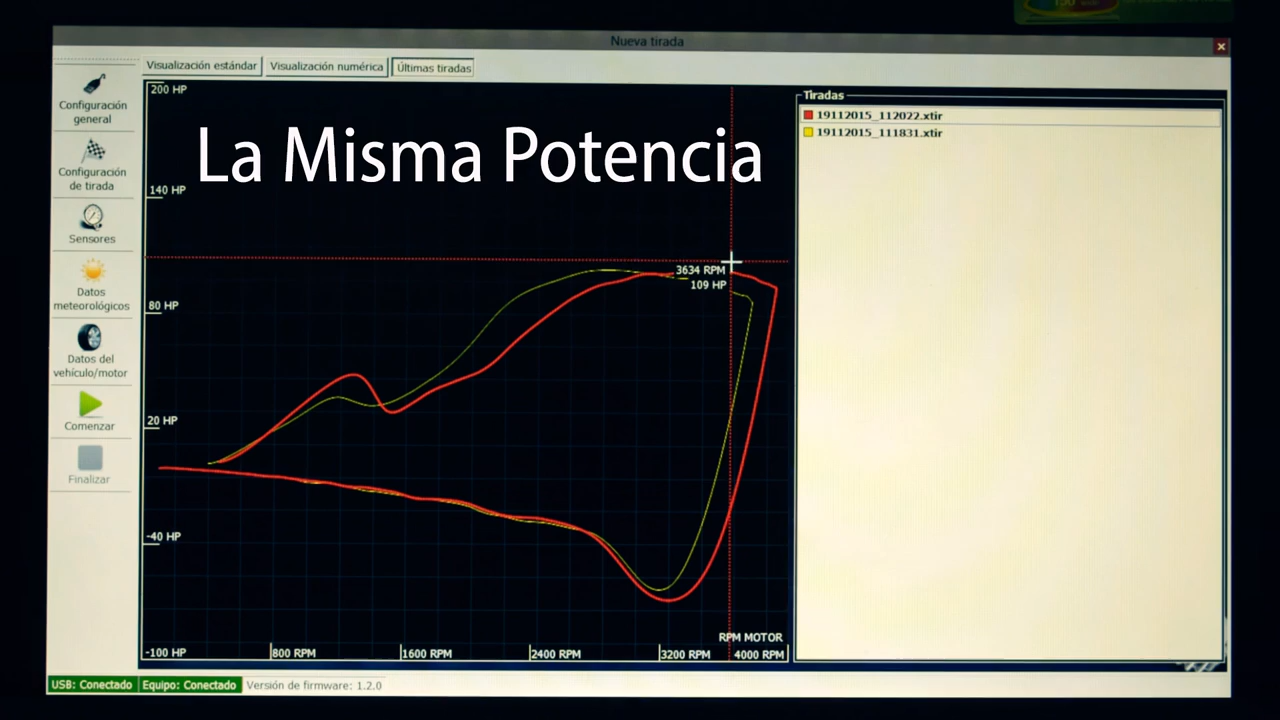 Nueva tirada
Visualización estándar
Visualización numérica
Últimas tiradas
Configuración
general
Configuración
de tirada
Sensores
Datos
meteorológicos
Datos del
vehículo/motor
Comenzar
Finalizar
200 HP
La Misma Potencia
140 HP
3634 RPM
109 HP
80 HP
20 HP
-40 HP
-100 HP
800 RPM
1600 RPM
2400 RPM
3200 RPM
RPM MOTOR
4000 RPM
Tiradas
19112015_112022.xtir
19112015_111831.xtir
USB: Conectado
Equipo: Conectado
Versión de firmware: 1.2.0